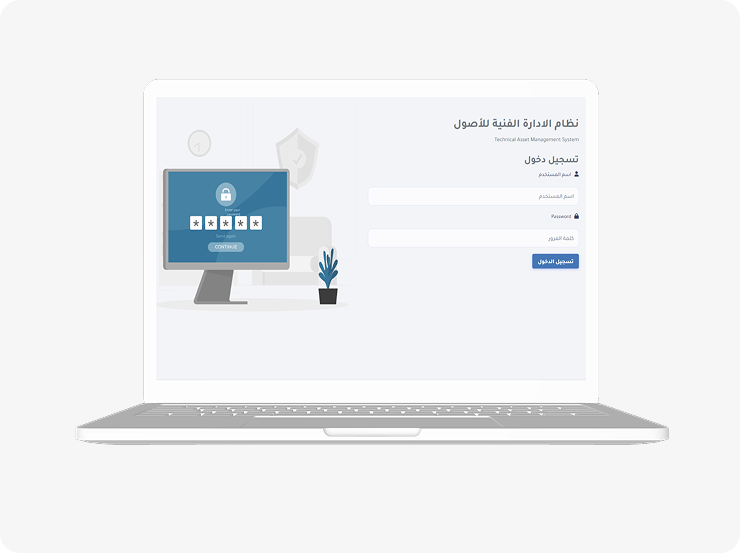 نظام الادارة الفنية للأصول
Technical Asset Management System
تسجيل دخول
اسم المستخدم
اسم المستخدم
Password
كلمة المرور
تسجيل الدخول
Enter your
password
*****
CONTINUE